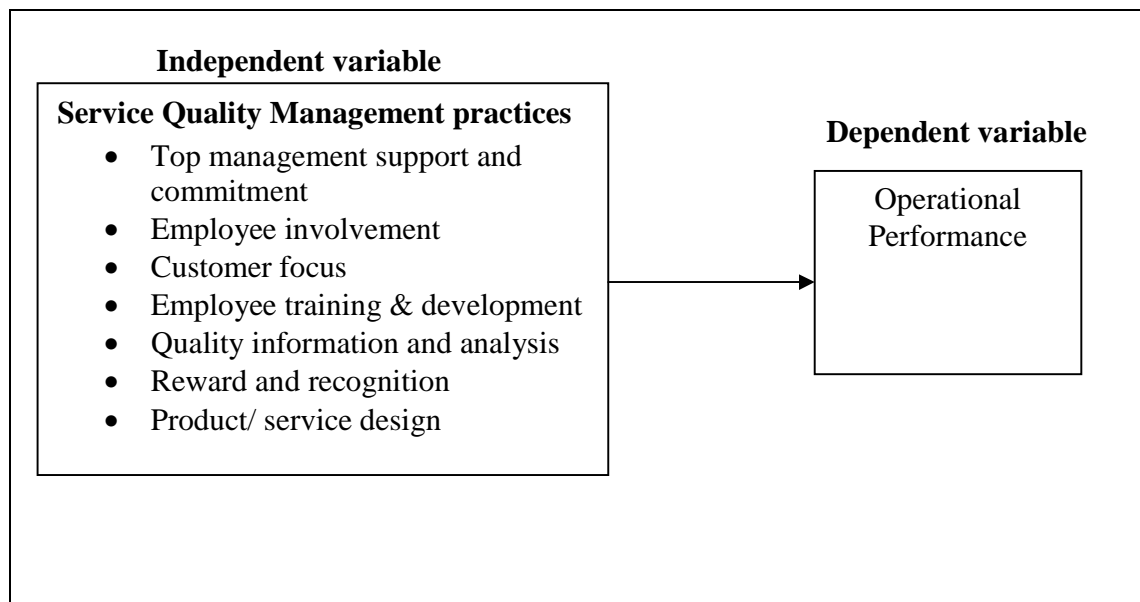 Independent variable
Service Quality Management practices
• Top management support and
commitment
• Employee involvement
• Customer focus
• Employee training & development
• Quality information and analysis
• Reward and recognition
• Product/ service design
Dependent variable
Operational
Performance